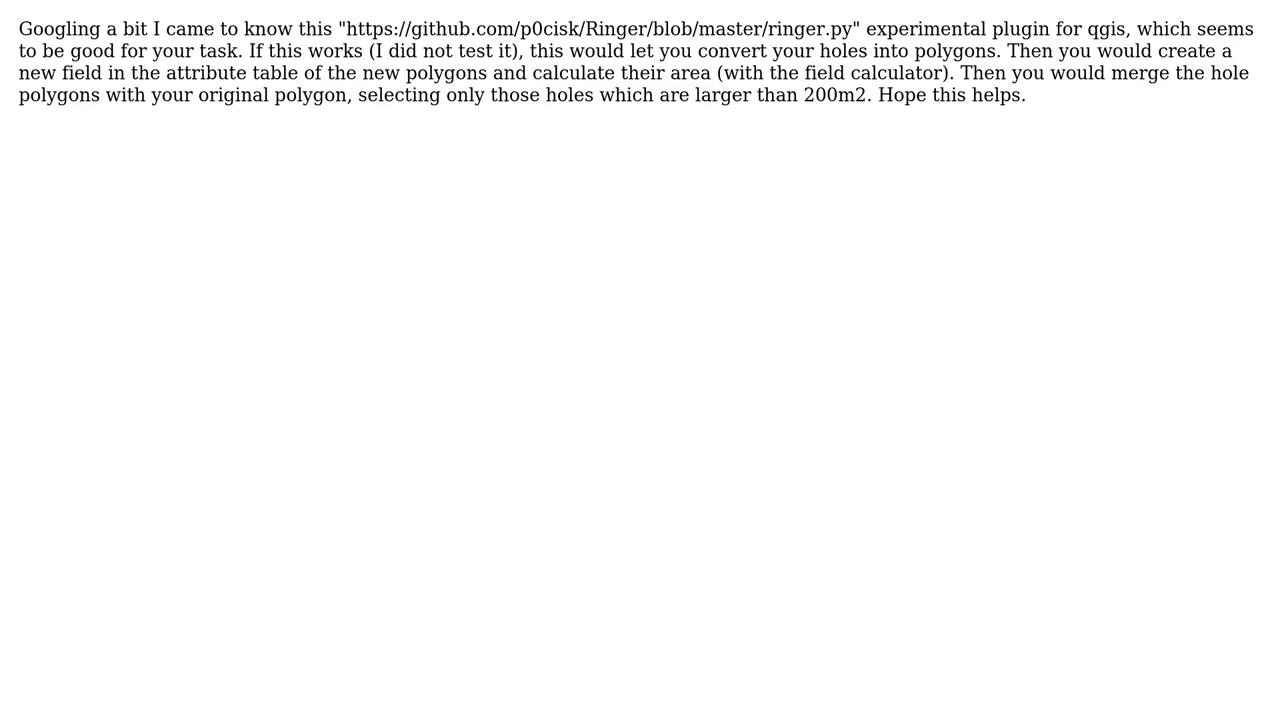 Googling a bit I came to know this "https://github.com/p0cisk/Ringer/blob/master/ringer.py" experimental plugin for qgis, which seems
to be good for your task. If this works (I did not test it), this would let you convert your holes into polygons. Then you would create a
new field in the attribute table of the new polygons and calculate their area (with the field calculator). Then you would merge the hole
polygons with your original polygon, selecting only those holes which are larger than 200m2. Hope this helps.